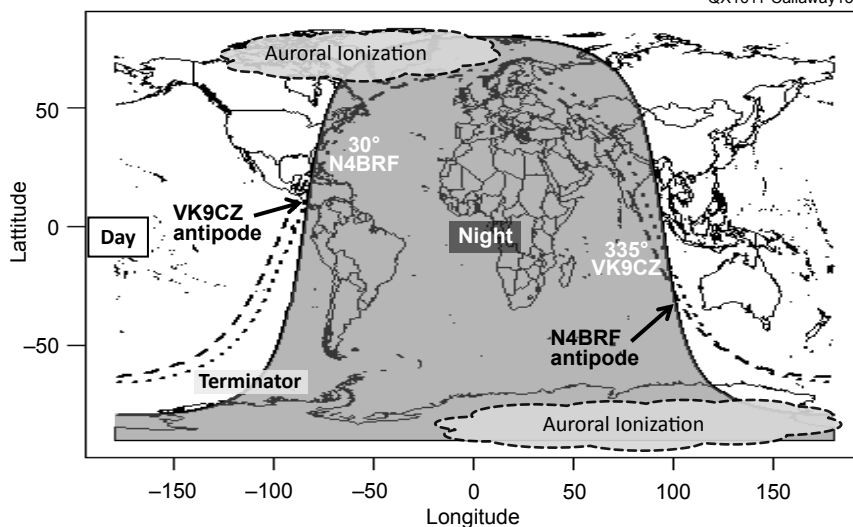 Auroral Ionization
50
30°
N4BRF
VK9CZ
antipode
Lattitude
0
Day
Night
335°
VK9CZ
N4BRF
antipode
−50
Terminator
Auroral Ionization
−150
−100
−50
0
50
100
150
Longitude